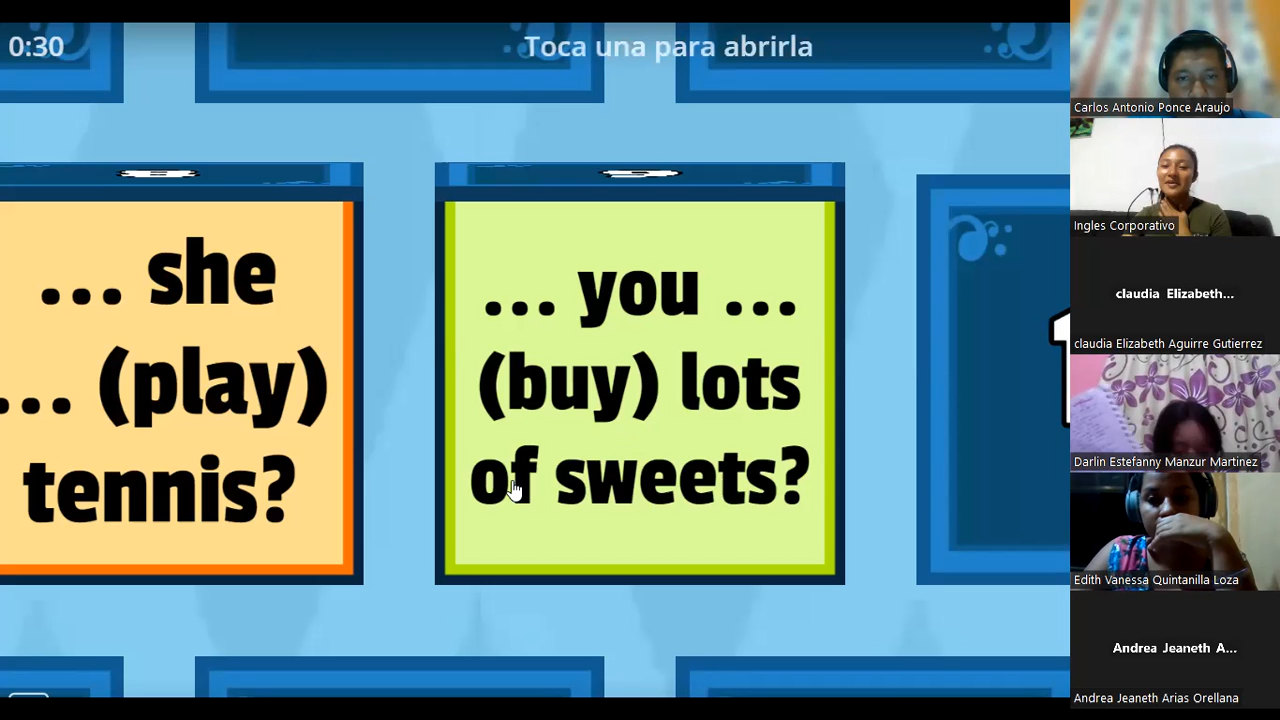 0:30
Toca una para abrirla
... she
... (play)
tennis?
... you ...
(buy) lots
of sweets?
Carlos Antonio Ponce Araujo
Ingles Corporativo
claudia Elizabeth...
claudia Elizabeth Aguirre Gutierrez
Darlin Estefanny Manzur Martinez
Edith Vanessa Quintanilla Loza
Andrea Jeaneth A...
Andrea Jeaneth Arias Orellana